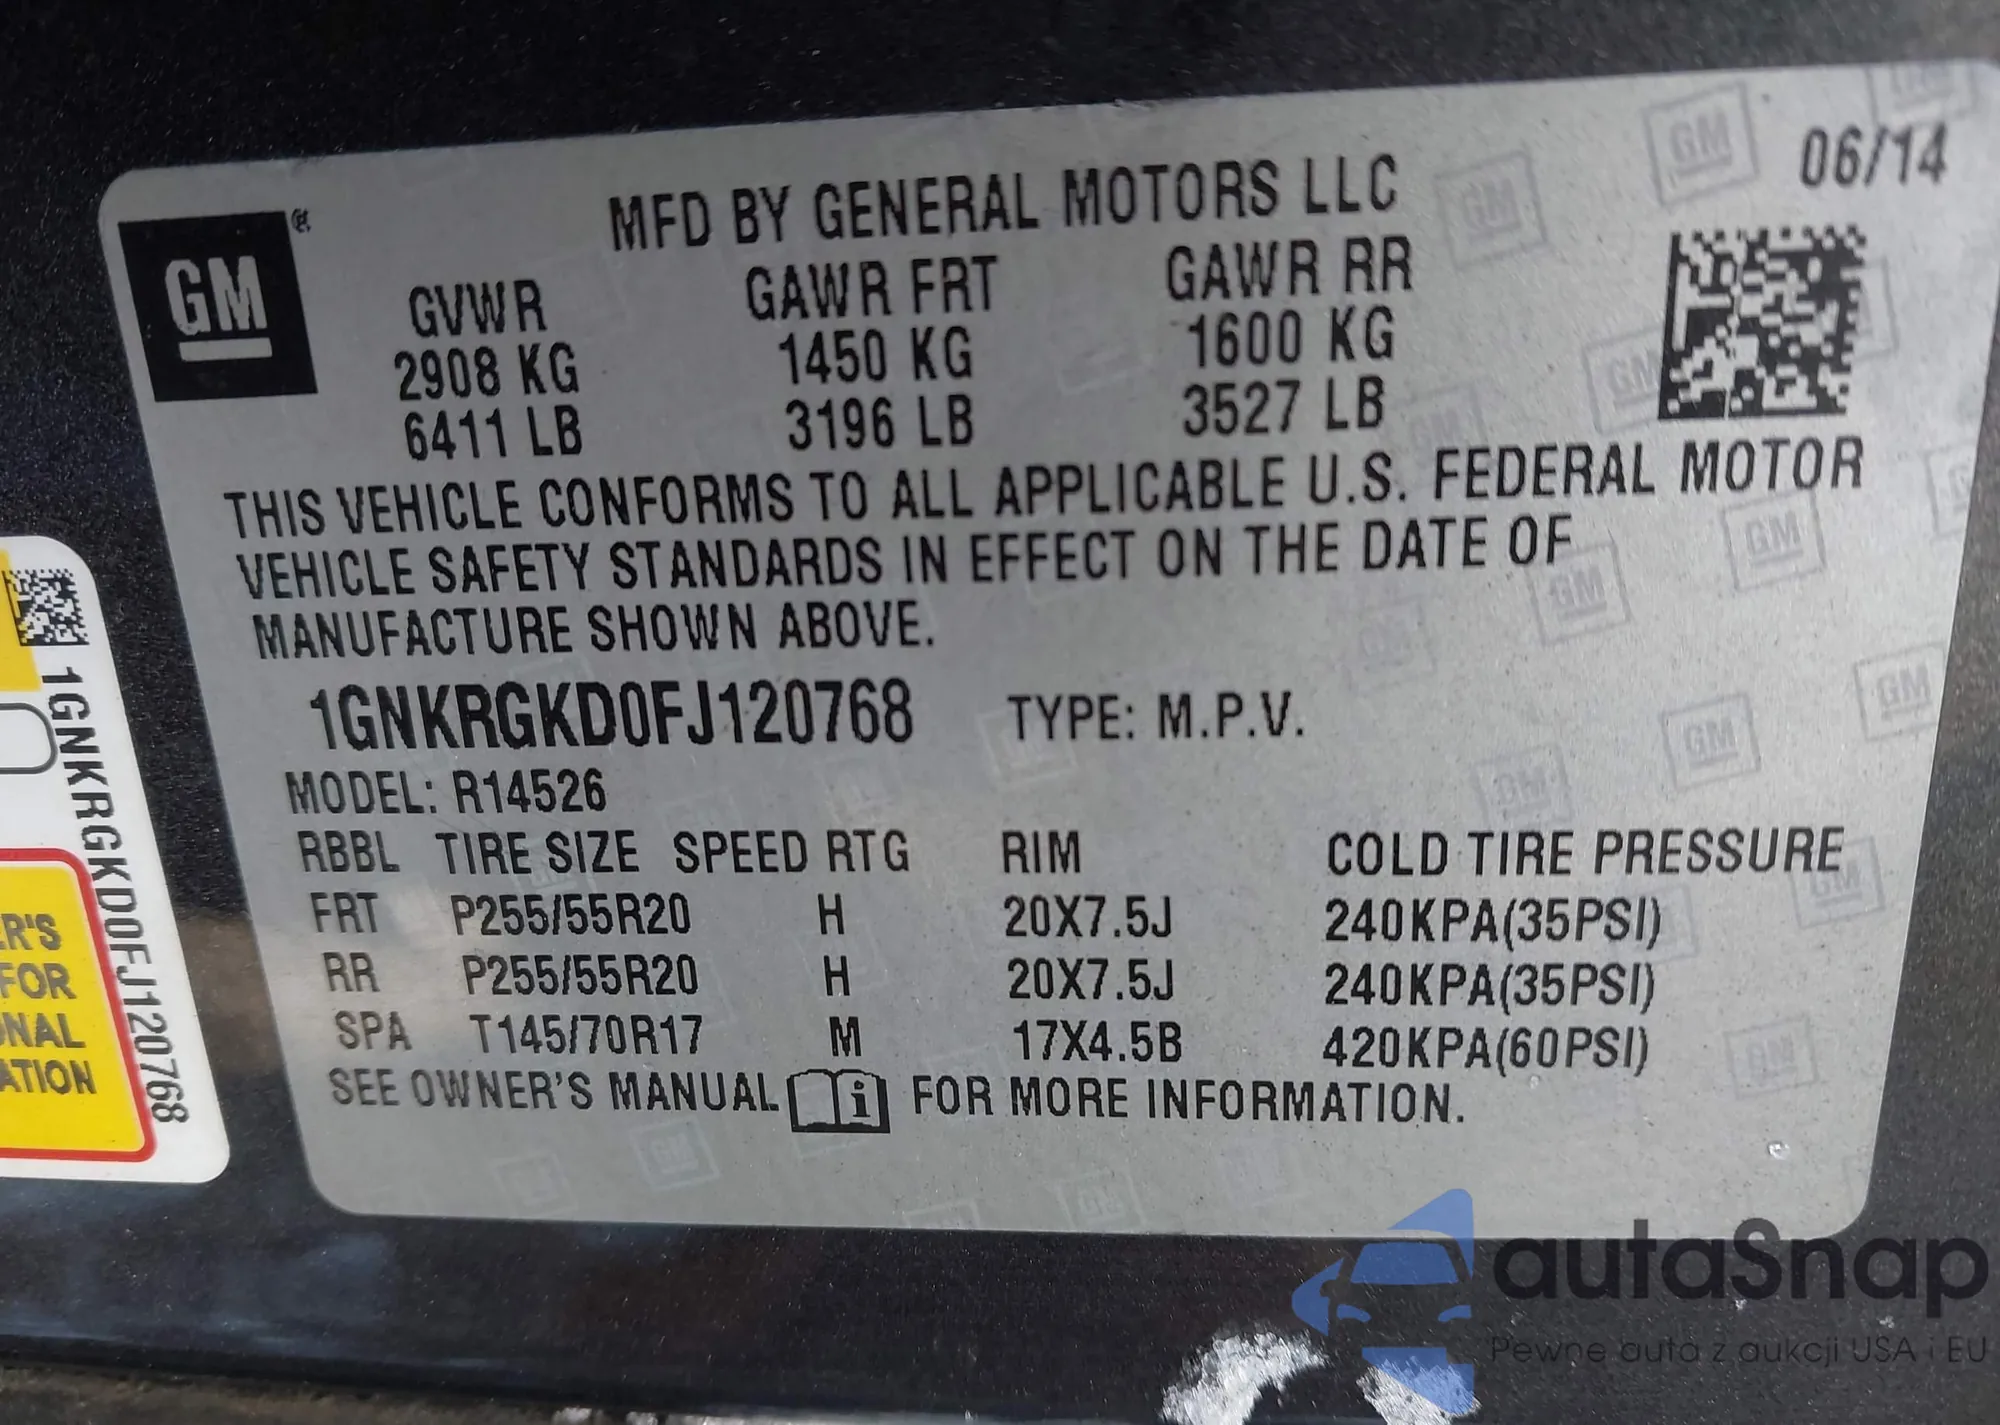 06/14
GM
MFD BY GENERAL MOTORS LLC
GVWR GAWR FRT GAWR RR
2908 KG 1450 KG 1600 KG
6411 LB 3196 LB 3527 LB
THIS VEHICLE CONFORMS TO ALL APPLICABLE U.S. FEDERAL MOTOR
VEHICLE SAFETY STANDARDS IN EFFECT ON THE DATE OF
MANUFACTURE SHOWN ABOVE.
1GNKRGKD0FJ120768 TYPE: M.P.V.
MODEL: R14526
RBBL TIRE SIZE SPEED RTG RIM COLD TIRE PRESSURE
FRT P255/55R20 H 20X7.5J 240KPA(35PSI)
RR P255/55R20 H 20X7.5J 240KPA(35PSI)
SPA T145/70R17 M 17X4.5B 420KPA(60PSI)
SEE OWNER'S MANUAL i FOR MORE INFORMATION.
1GNKRGKD0FJ120768
ER'S
FOR
ONAL
ATION
autaSnap
Pewne auta z aukcji USA i EU